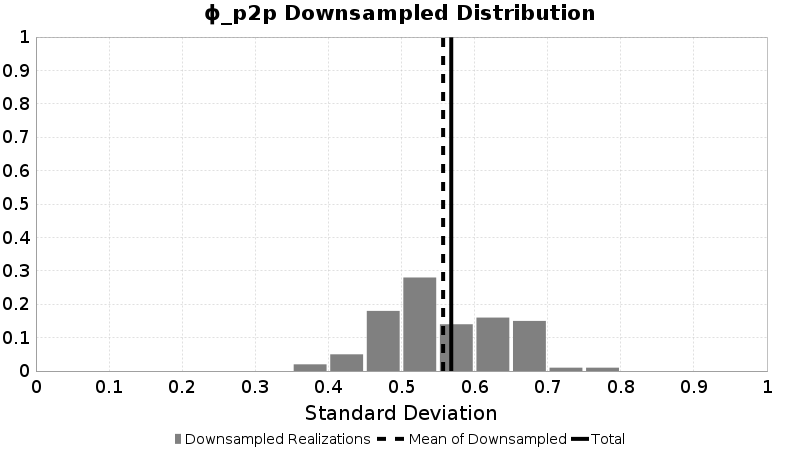 ϕ_p2p Downsampled Distribution
1
0.9
0.8
0.7
0.6
0.5
0.4
0.3
0.2
0.1
0
0 0.1 0.2 0.3 0.4 0.5 0.6 0.7 0.8 0.9 1
Standard Deviation
Downsampled Realizations Mean of Downsampled Total